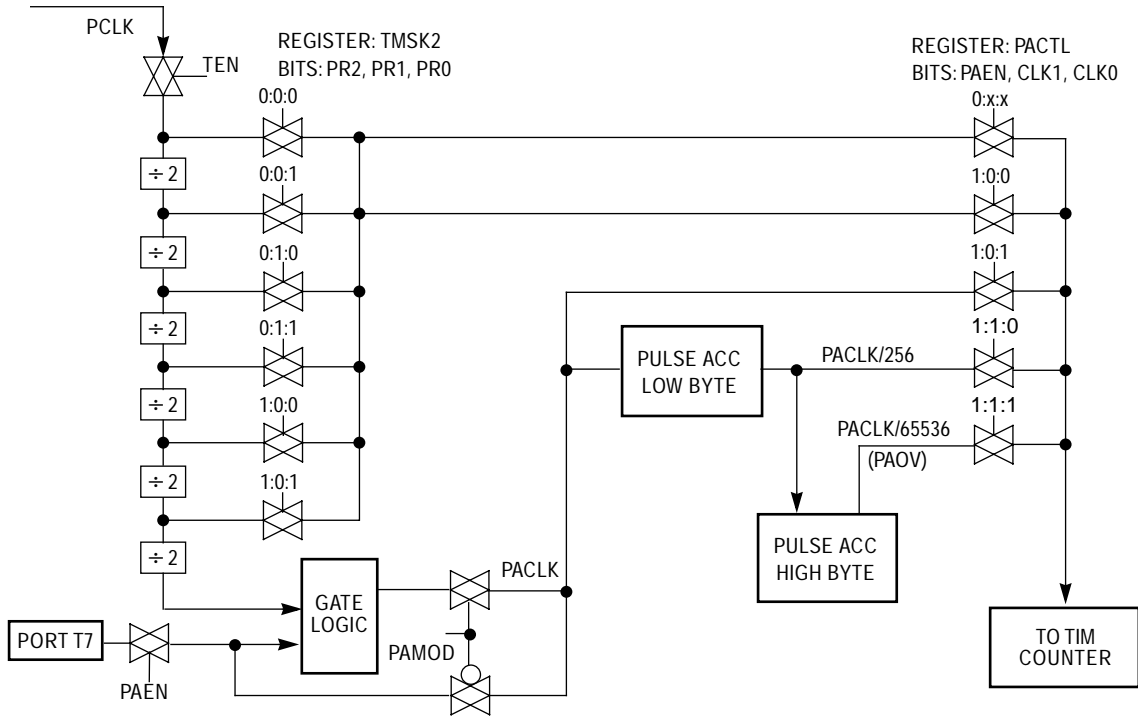 PCLK
TEN
REGISTER: TMSK2
BITS: PR2, PR1, PR0
REGISTER: PACTL
BITS: PAEN, CLK1, CLK0
0:0:0
0:x:x
÷ 2
0:0:1
1:0:0
÷ 2
0:1:0
1:0:1
÷ 2
0:1:1
1:1:0
PULSE ACC
LOW BYTE
PACLK/256
÷ 2
1:0:0
1:1:1
PACLK/65536
(PAOV)
÷ 2
1:0:1
÷ 2
PULSE ACC
HIGH BYTE
GATE
LOGIC
PACLK
PORT T7
PAEN
PAMOD
TO TIM
COUNTER